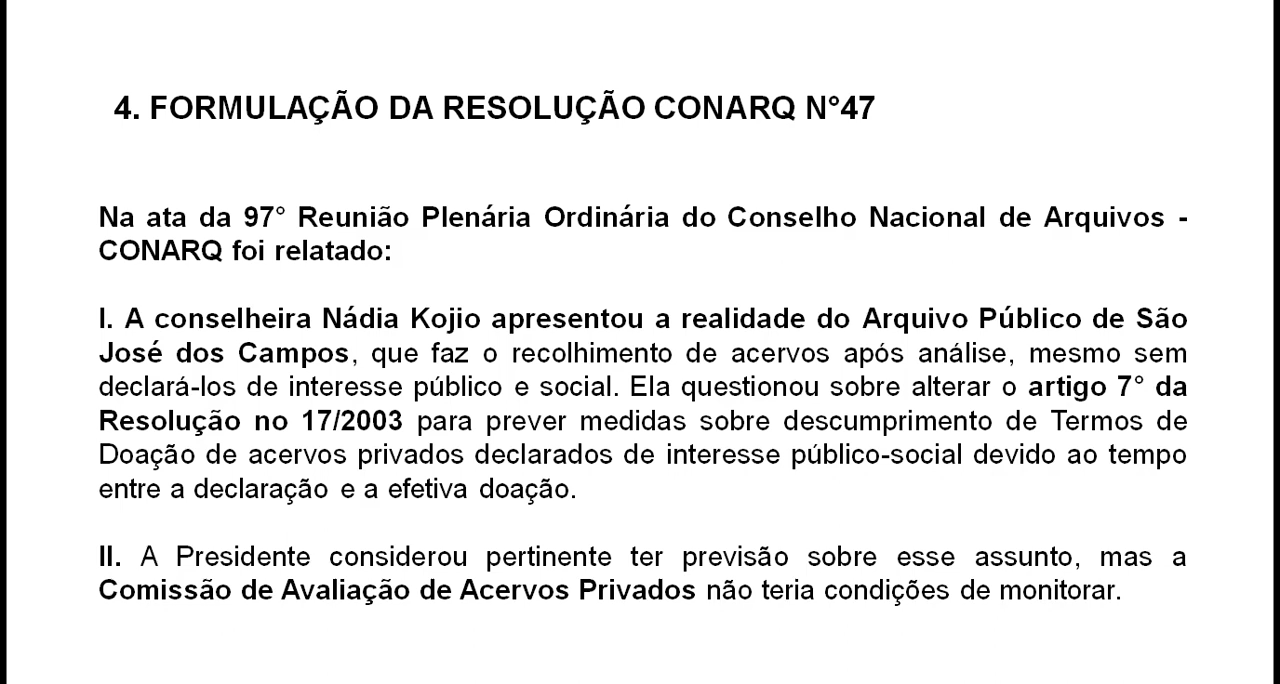 4. FORMULAÇÃO DA RESOLUÇÃO CONARQ N°47
Na ata da 97° Reunião Plenária Ordinária do Conselho Nacional de Arquivos -
CONARQ foi relatado:
I. A conselheira Nádia Kojio apresentou a realidade do Arquivo Público de São
José dos Campos, que faz o recolhimento de acervos após análise, mesmo sem
declará-los de interesse público e social. Ela questionou sobre alterar o artigo 7° da
Resolução no 17/2003 para prever medidas sobre descumprimento de Termos de
Doação de acervos privados declarados de interesse público-social devido ao tempo
entre a declaração e a efetiva doação.
II. A Presidente considerou pertinente ter previsão sobre esse assunto, mas a
Comissão de Avaliação de Acervos Privados não teria condições de monitorar.